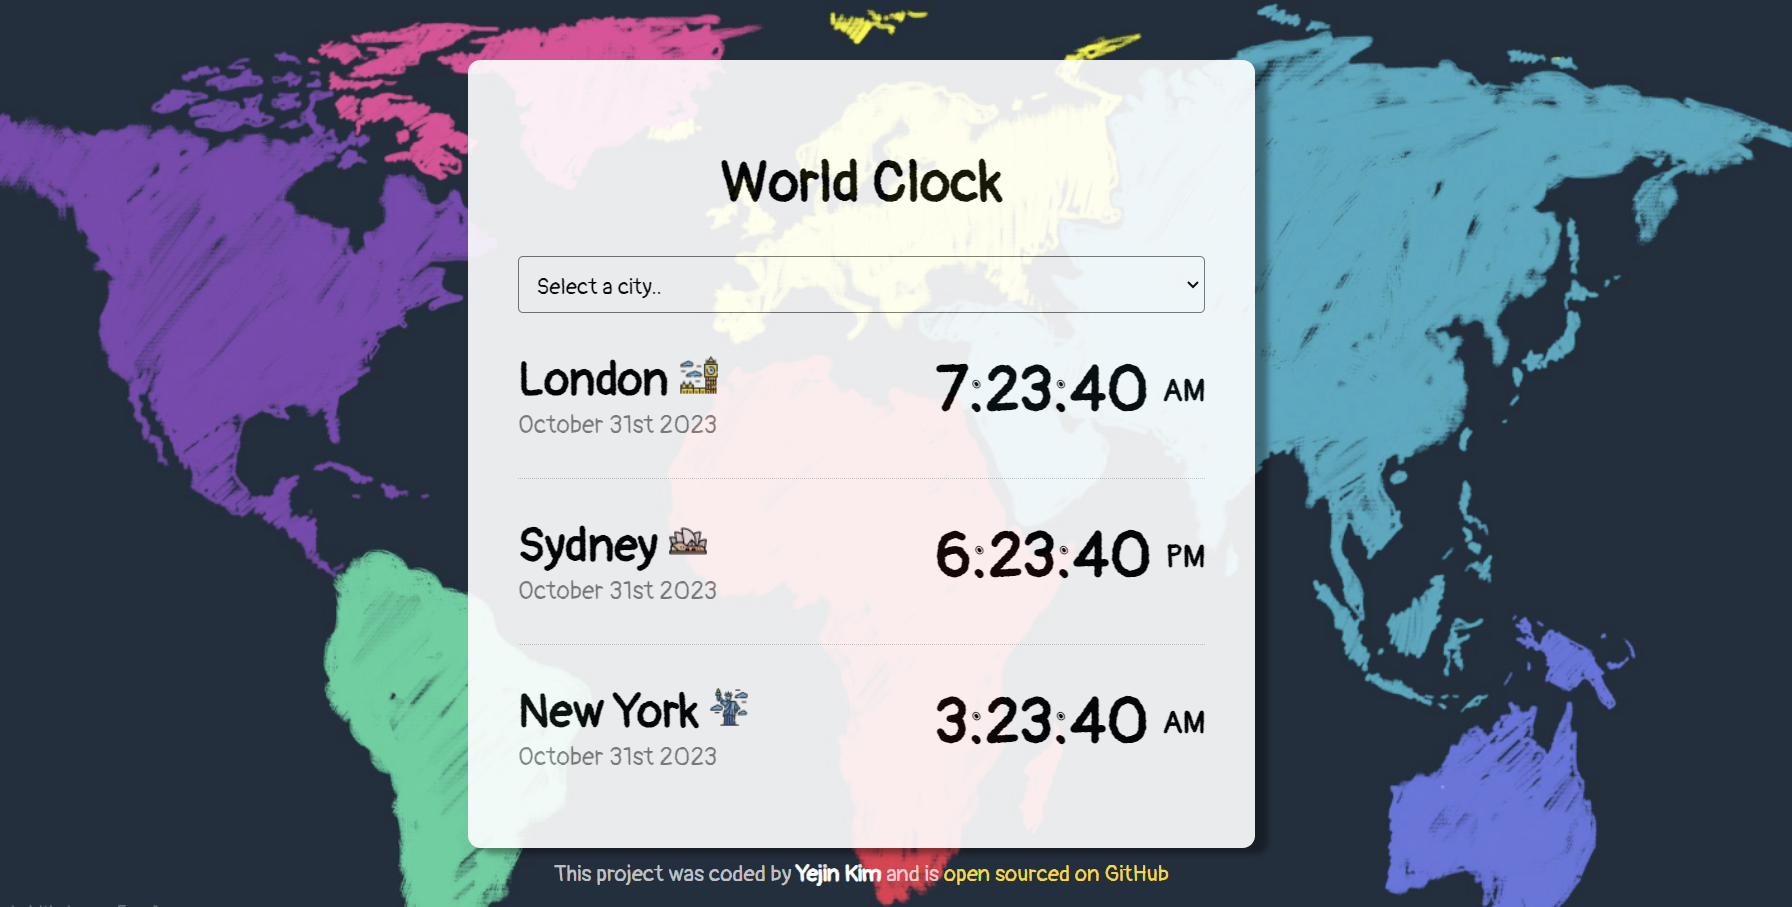 World Clock
Select a city..
London
7:23:40 AM
October 31st 2023
Sydney
6:23:40 PM
October 31st 2023
New York
3:23:40 AM
October 31st 2023
This project was coded by Yejin Kim and is open sourced on GitHub